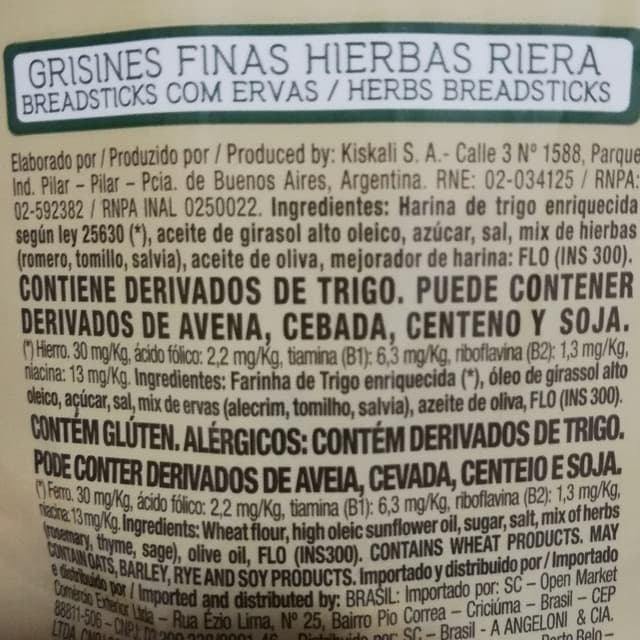 GRISINES FINAS HIERBAS RIERA
BREADSTICKS COM ERVAS / HERBS BREADSTICKS
Elaborado por / Produzido por / Produced by: Kiskali S. A.- Calle 3 Nº 1588, Parque
Ind. Pilar – Pilar – Pcia. de Buenos Aires, Argentina. RNE: 02-034125 / RNPA:
02-592382 / RNPA INAL 0250022. Ingredientes: Harina de trigo enriquecida
según ley 25630 (*), aceite de girasol alto oleico, azúcar, sal, mix de hierbas
(romero, tomillo, salvia), aceite de oliva, mejorador de harina: FLO (INS 300).
CONTIENE DERIVADOS DE TRIGO. PUEDE CONTENER
DERIVADOS DE AVENA, CEBADA, CENTENO Y SOJA.
(*) Hierro. 30 mg/Kg, ácido fólico: 2,2 mg/Kg, tiamina (B1): 6,3 mg/Kg, riboflavina (B2): 1,3 mg/Kg,
niacina: 13 mg/Kg. Ingredientes: Farinha de Trigo enriquecida (*), óleo de girassol alto
oleico, açúcar, sal, mix de ervas (alecrim, tomilho, salvia), azeite de oliva, FLO (INS 300).
CONTÉM GLÚTEN. ALÉRGICOS: CONTÉM DERIVADOS DE TRIGO.
PODE CONTER DERIVADOS DE AVEIA, CEVADA, CENTEIO E SOJA.
(*) Ferro. 30 mg/Kg, ácido fólico: 2,2 mg/Kg, tiamina (B1): 6,3 mg/Kg, riboflavina (B2): 1,3 mg/Kg,
niacina: 13 mg/Kg. Ingredients: Wheat flour, high oleic sunflower oil, sugar, salt, mix of herbs
(rosemary, thyme, sage), olive oil, FLO (INS300). CONTAINS WHEAT PRODUCTS. MAY
CONTAIN OATS, BARLEY, RYE AND SOY PRODUCTS. Importado y distribuido por / Importado
e distribuido por / Imported and distributed by: BRASIL: Importado por: SC – Open Market
Comércio Exterior Ltda – Rua Ézio Lima, Nº 25, Bairro Pio Correa – Criciúma – Brasil – CEP
88811-506 – CNPJ: por: SC – Brasil - A ANGELONI & CIA.
LTDA